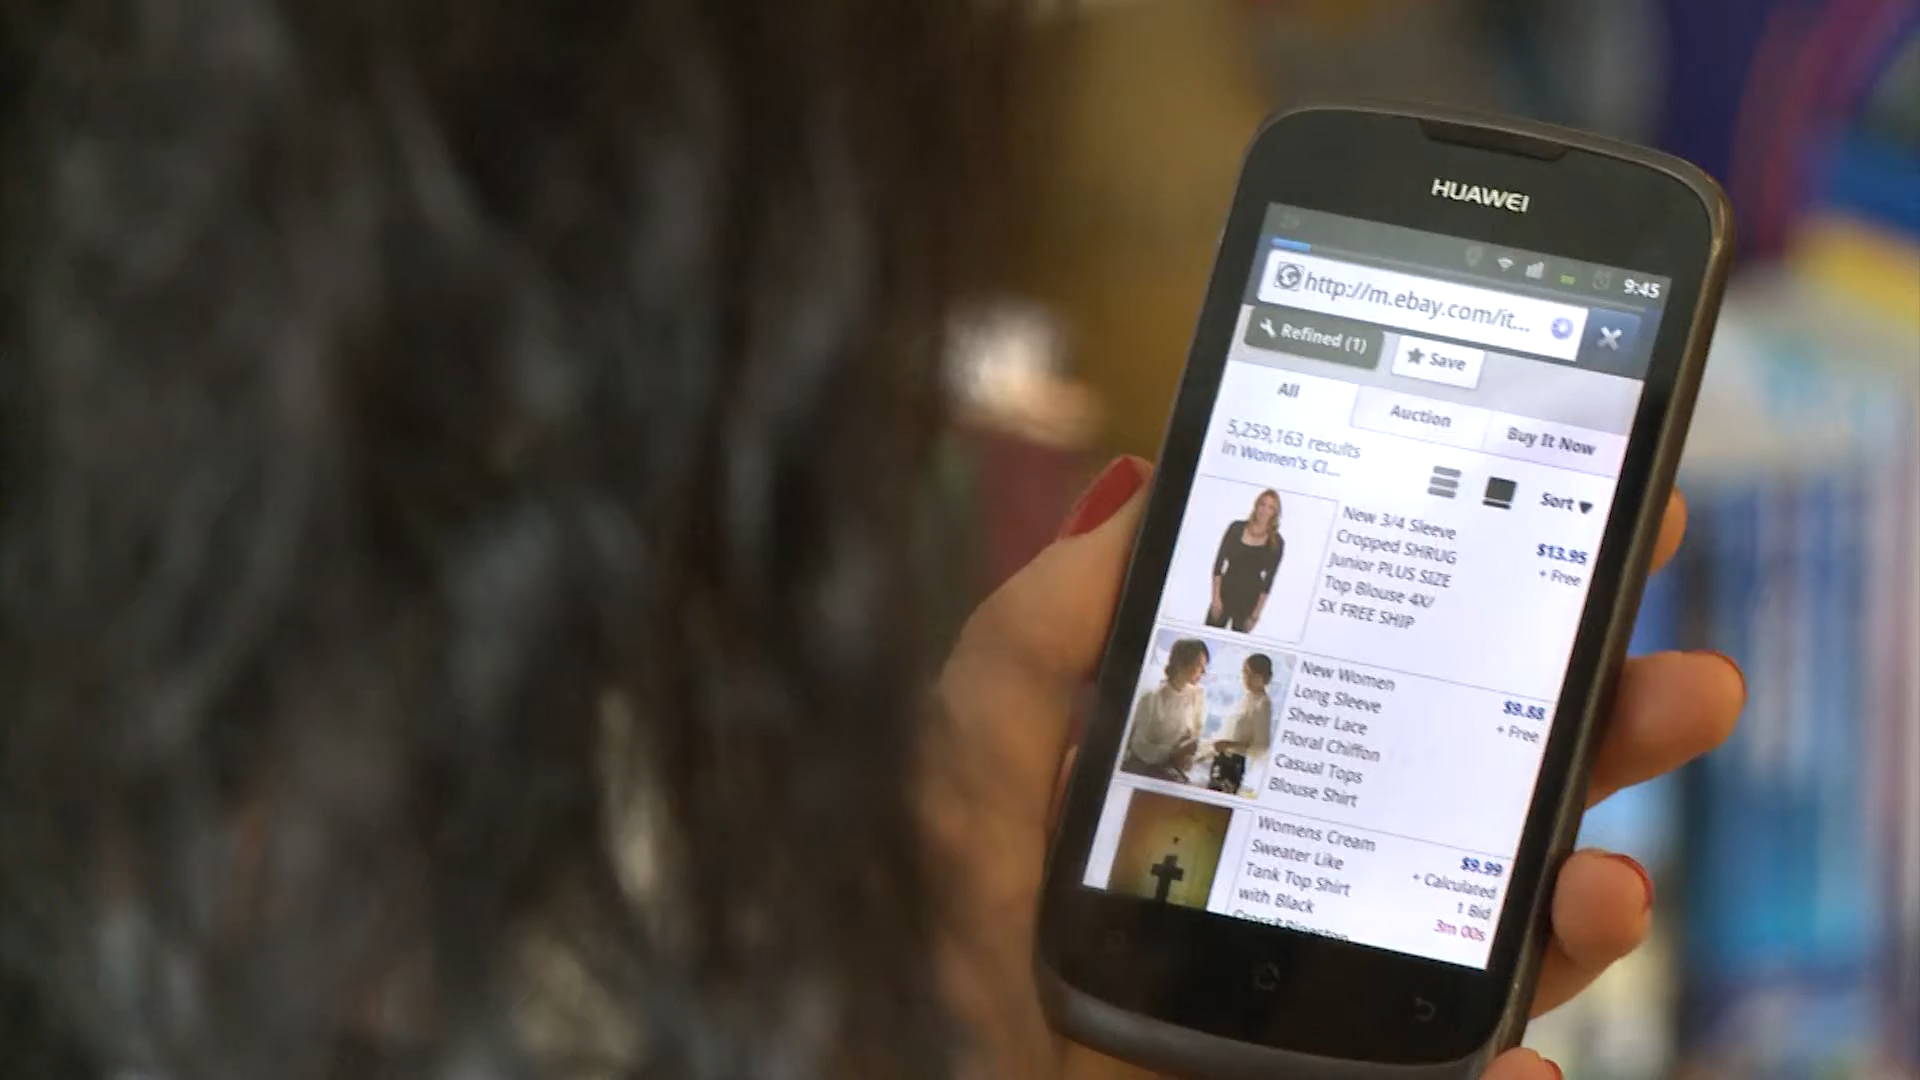 HUAWEI
9:45
http://m.ebay.com/it...
Refined (1)
Save
All
Auction
Buy It Now
5,259,163 results
in Women's Cl...
Sort
New 3/4 Sleeve
Cropped SHRUG
Junior PLUS SIZE
Top Blouse 4X/
5X FREE SHIP
$13.95
+ Free
New Women
Long Sleeve
Sheer Lace
Floral Chiffon
Casual Tops
Blouse Shirt
$9.88
+ Free
Womens Cream
Sweater Like
Tank Top Shirt
with Black
$9.99
+ Calculated
1 Bid
3m 00s